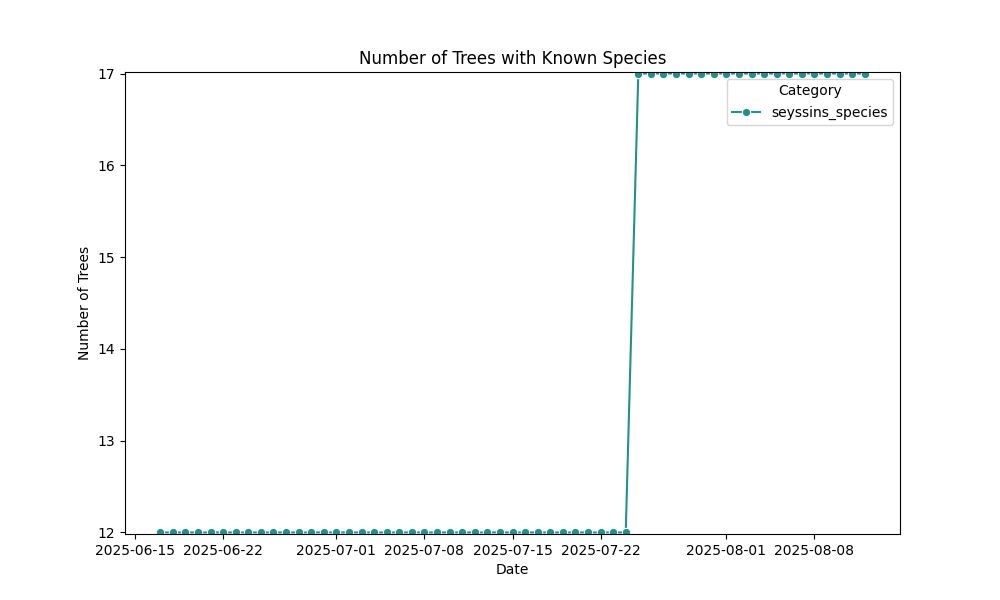 Number of Trees with Known Species
17
16
15
14
13
12
Number of Trees
Category
seyssins_species
2025-06-15 2025-06-22 2025-07-01 2025-07-08 2025-07-15 2025-07-22 2025-08-01 2025-08-08
Date